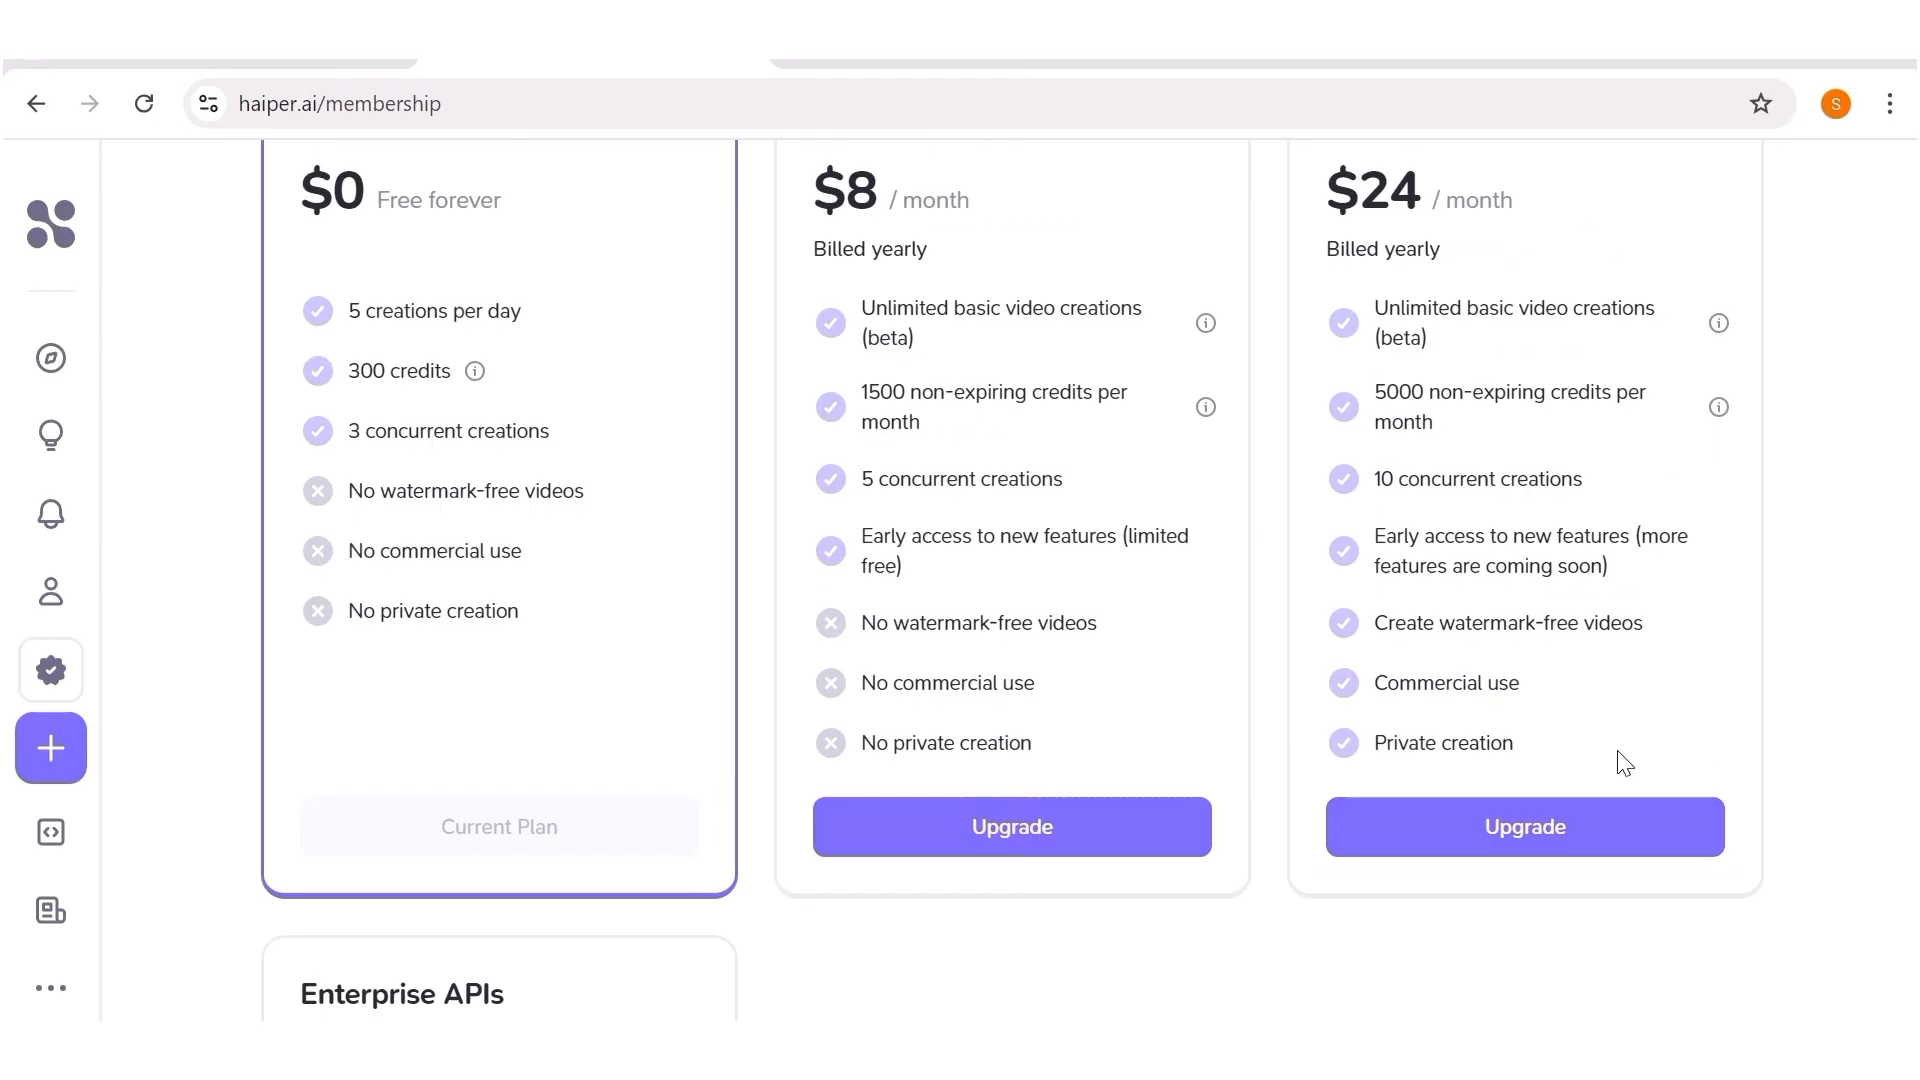 haiper.ai/membership
S
$0 Free forever
5 creations per day
300 credits
3 concurrent creations
No watermark-free videos
No commercial use
No private creation
Current Plan
$8 / month
Billed yearly
Unlimited basic video creations
(beta)
1500 non-expiring credits per
month
5 concurrent creations
Early access to new features (limited
free)
No watermark-free videos
No commercial use
No private creation
Upgrade
$24 / month
Billed yearly
Unlimited basic video creations
(beta)
5000 non-expiring credits per
month
10 concurrent creations
Early access to new features (more
features are coming soon)
Create watermark-free videos
Commercial use
Private creation
Upgrade
Enterprise APIs